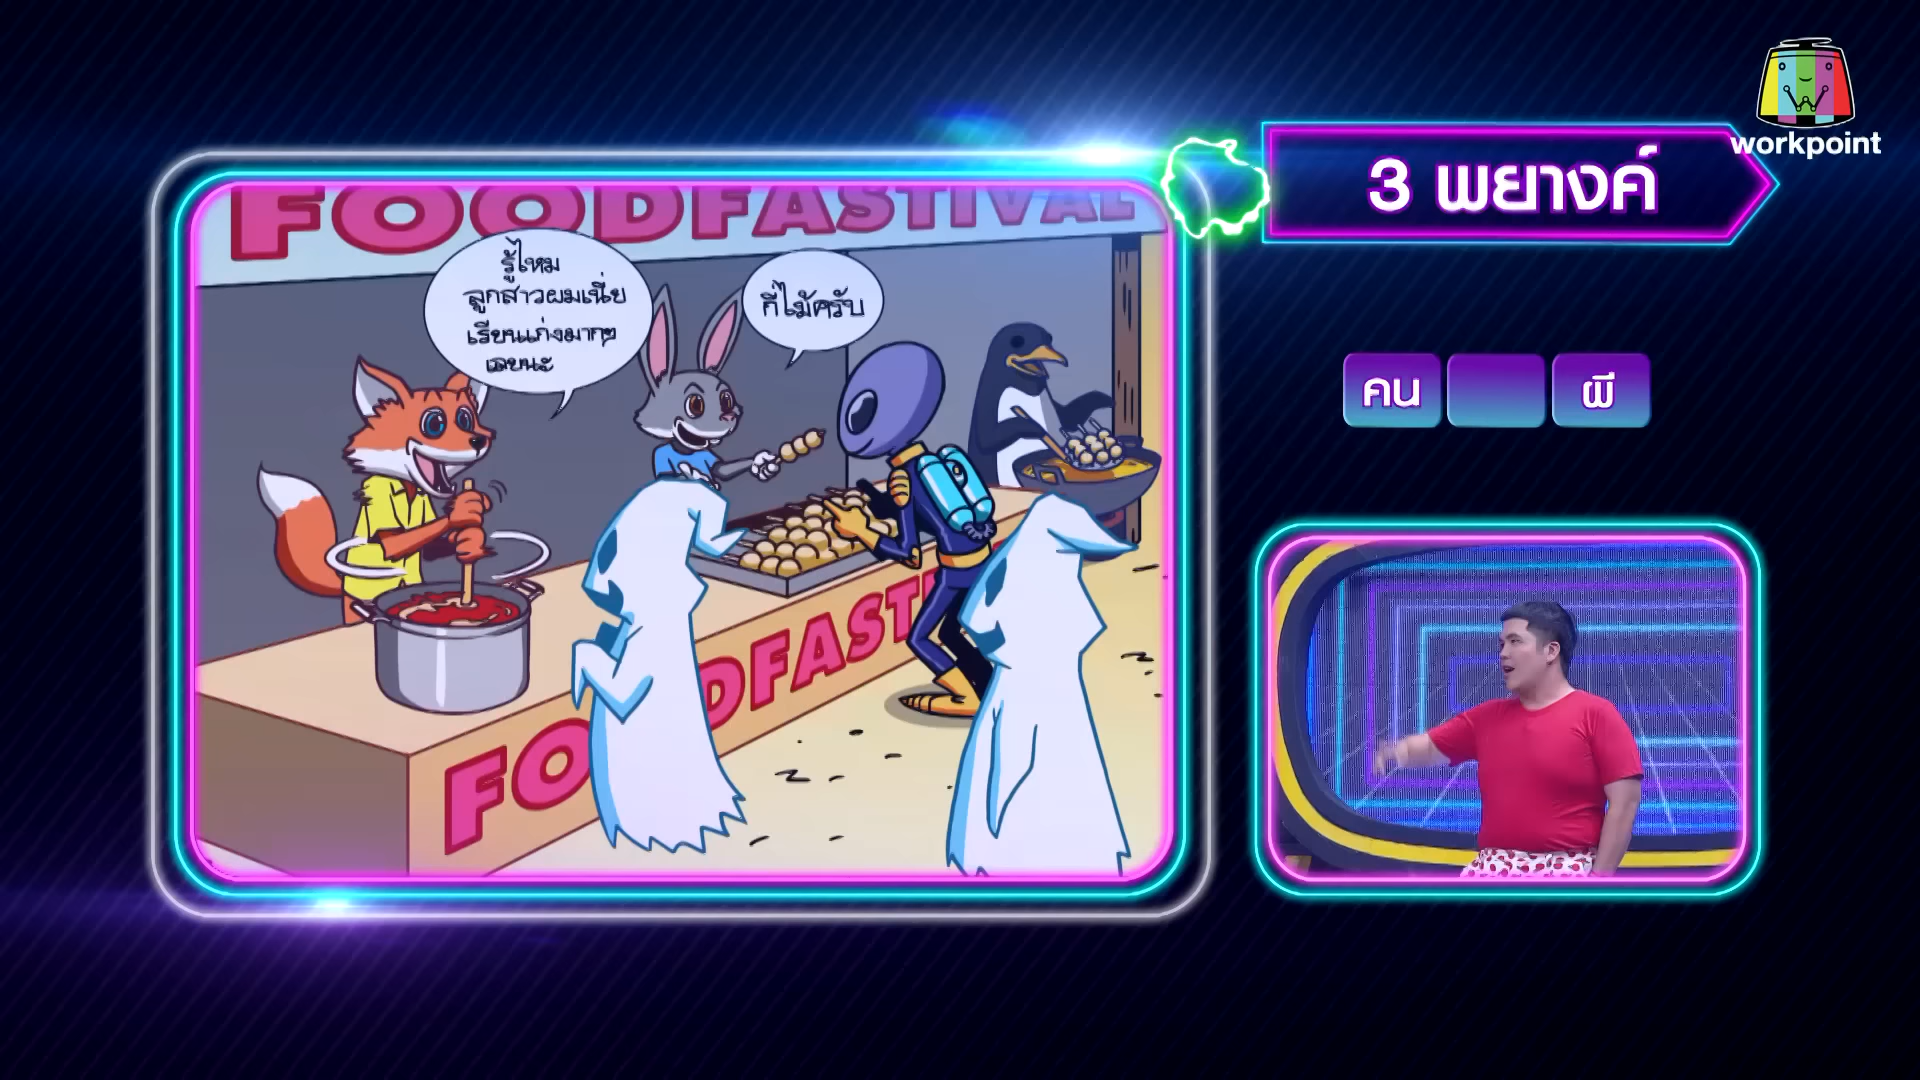 workpoint
3 พยางค์
FOODFASTIVAL
รู้ไหม
ลูกสาวผมเนี่ย
เรียนเก่งมากๆ
เลยนะ
กี่ไม้ครับ
คน
ผี
FOODFAST